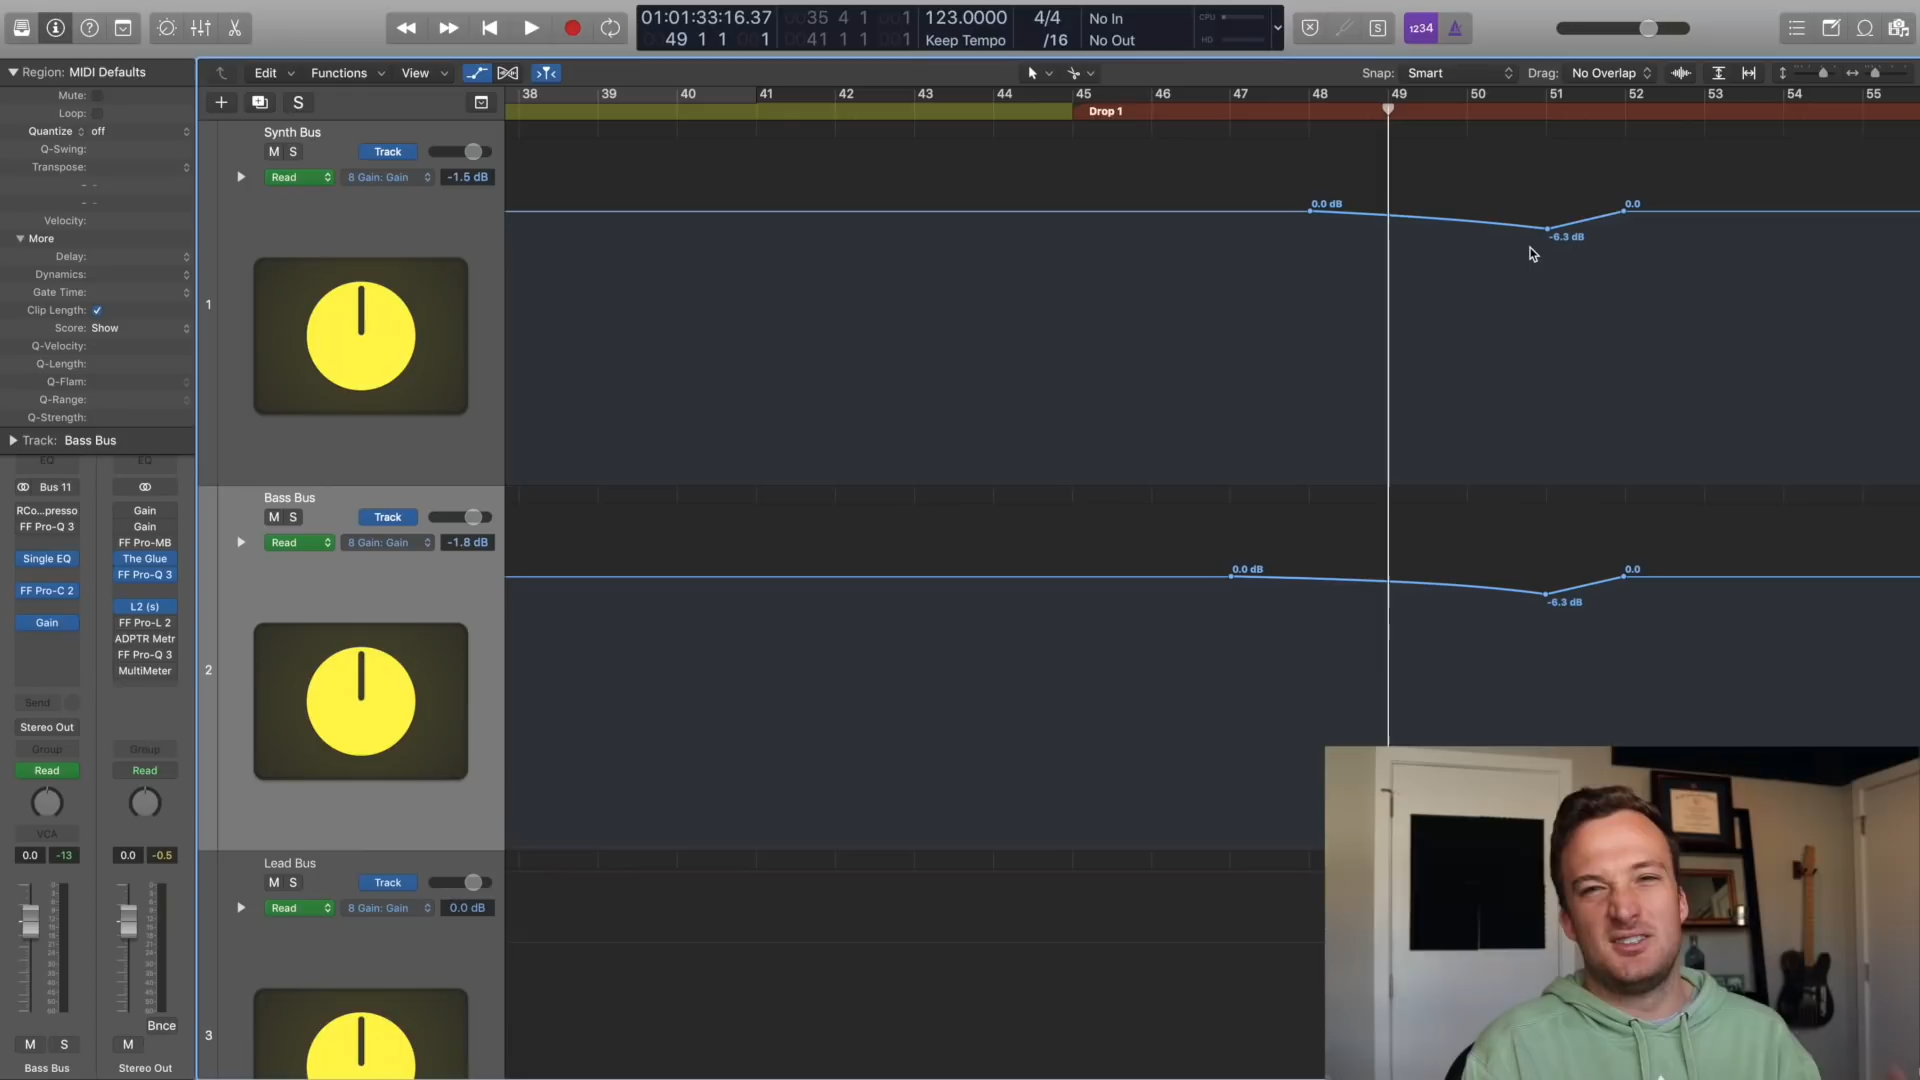 01:01:33:16.37
49 1 1 1
35 4 1 001
41 1 1 001
123.0000
Keep Tempo
4/4
/16
No In
No Out
CPU
HD
S
1234
Region: MIDI Defaults
Mute:
Loop:
Quantize off
Q-Swing:
Transpose:
Velocity:
More
Delay:
Dynamics:
Gate Time:
Clip Length:
Score: Show
Q-Velocity:
Q-Length:
Q-Flam:
Q-Range:
Q-Strength:
Track: Bass Bus
EQ
EQ
Bus 11
RCo...presso
FF Pro-Q 3
Single EQ
FF Pro-C 2
Gain
Gain
Gain
FF Pro-MB
The Glue
FF Pro-Q 3
L2 (s)
FF Pro-L 2
ADPTR Metr
FF Pro-Q 3
MultiMeter
Send
Stereo Out
Group
Group
Read
Read
VCA
0.0 -13
0.0 -0.5
Bnce
M S
M
Bass Bus
Stereo Out
Edit Functions View
Snap: Smart Drag: No Overlap
S
38 39 40 41 42 43 44 45 46 47 48 49 50 51 52 53 54 55
Drop 1
1
Synth Bus
M S Track
Read 8 Gain: Gain -1.5 dB
0.0 dB
-6.3 dB
0.0
2
Bass Bus
M S Track
Read 8 Gain: Gain -1.8 dB
0.0 dB
-6.3 dB
0.0
3
Lead Bus
M S Track
Read 8 Gain: Gain 0.0 dB